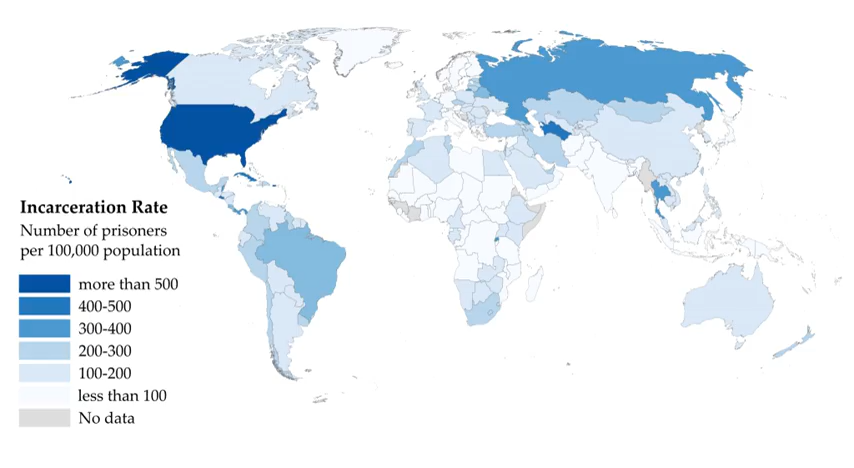 Incarceration Rate
Number of prisoners
per 100,000 population
more than 500
400-500
300-400
200-300
100-200
less than 100
No data